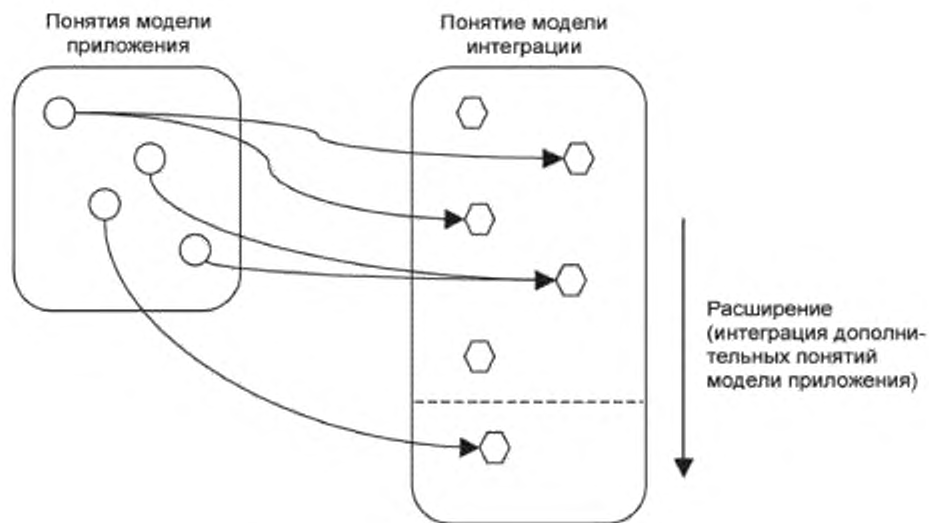 Понятия модели
приложения
Понятие модели
интеграции
Расширение
(интеграция дополни-
тельных понятий
модели приложения)